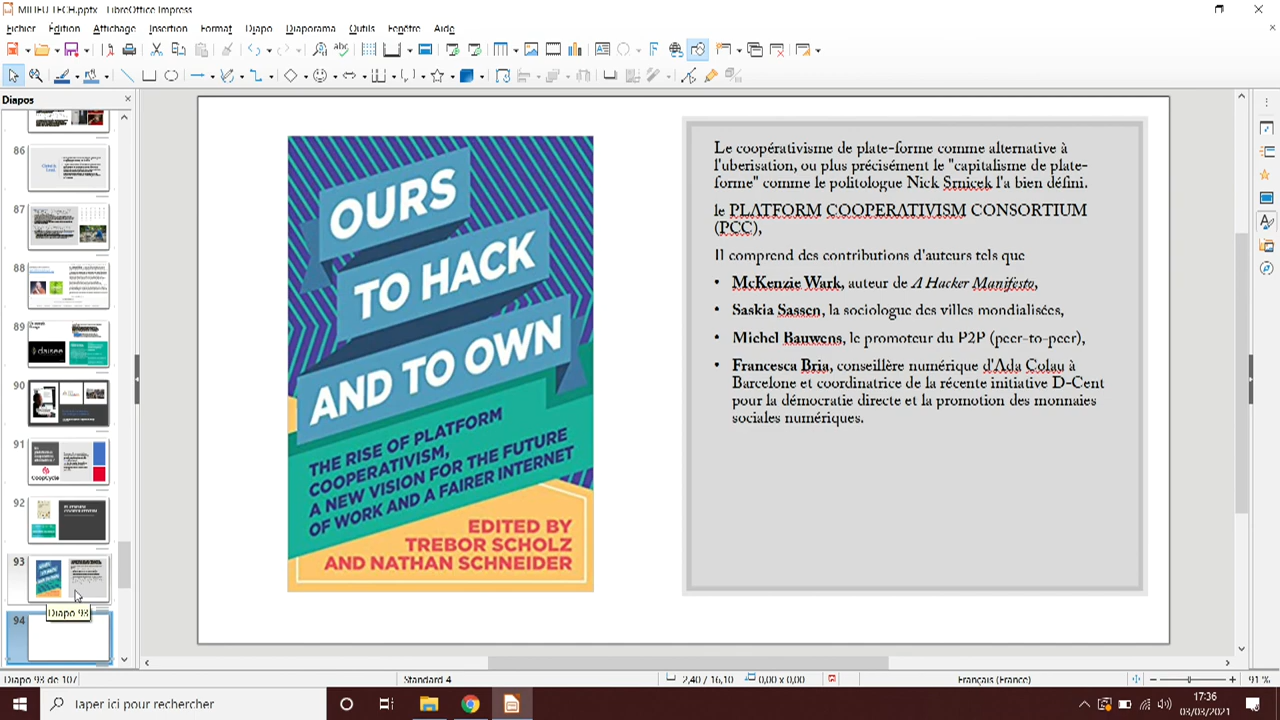 MILIEU TECH.pptx - LibreOffice Impress
Fichier Édition Affichage Insertion Format Diapo Diaporama Outils Fenêtre Aide
Diapos
86
87
88
89
90
91
CoopCycle
92
93
Diapo 93
94
OURS
TO HACK
AND TO OWN
THE RISE OF PLATFORM
COOPERATIVISM,
A NEW VISION FOR THE FUTURE
OF WORK AND A FAIRER INTERNET
EDITED BY
TREBOR SCHOLZ
AND NATHAN SCHNEIDER
Le coopérativisme de plate-forme comme alternative à
l'uberisation, ou plus précisément le "capitalisme de plate-
forme" comme le politologue Nick Srnicek l'a bien défini.
le PLATFORM COOPERATIVISM CONSORTIUM
(PCC),
Il comprend des contributions d'auteurs tels que
• McKenzie Wark, auteur de A Hacker Manifesto,
• Saskia Sassen, la sociologue des villes mondialisées,
• Michel Bauwens, le promoteur du P2P (peer-to-peer),
• Francesca Bria, conseillère numérique d'Ada Colau à
Barcelone et coordinatrice de la récente initiative D-Cent
pour la démocratie directe et la promotion des monnaies
sociales numériques.
Diapo 93 de 107 Standard 4 2,40 / 16,10 0,00 x 0,00 Français (France) 91 %
Taper ici pour rechercher
17:36
03/03/2021